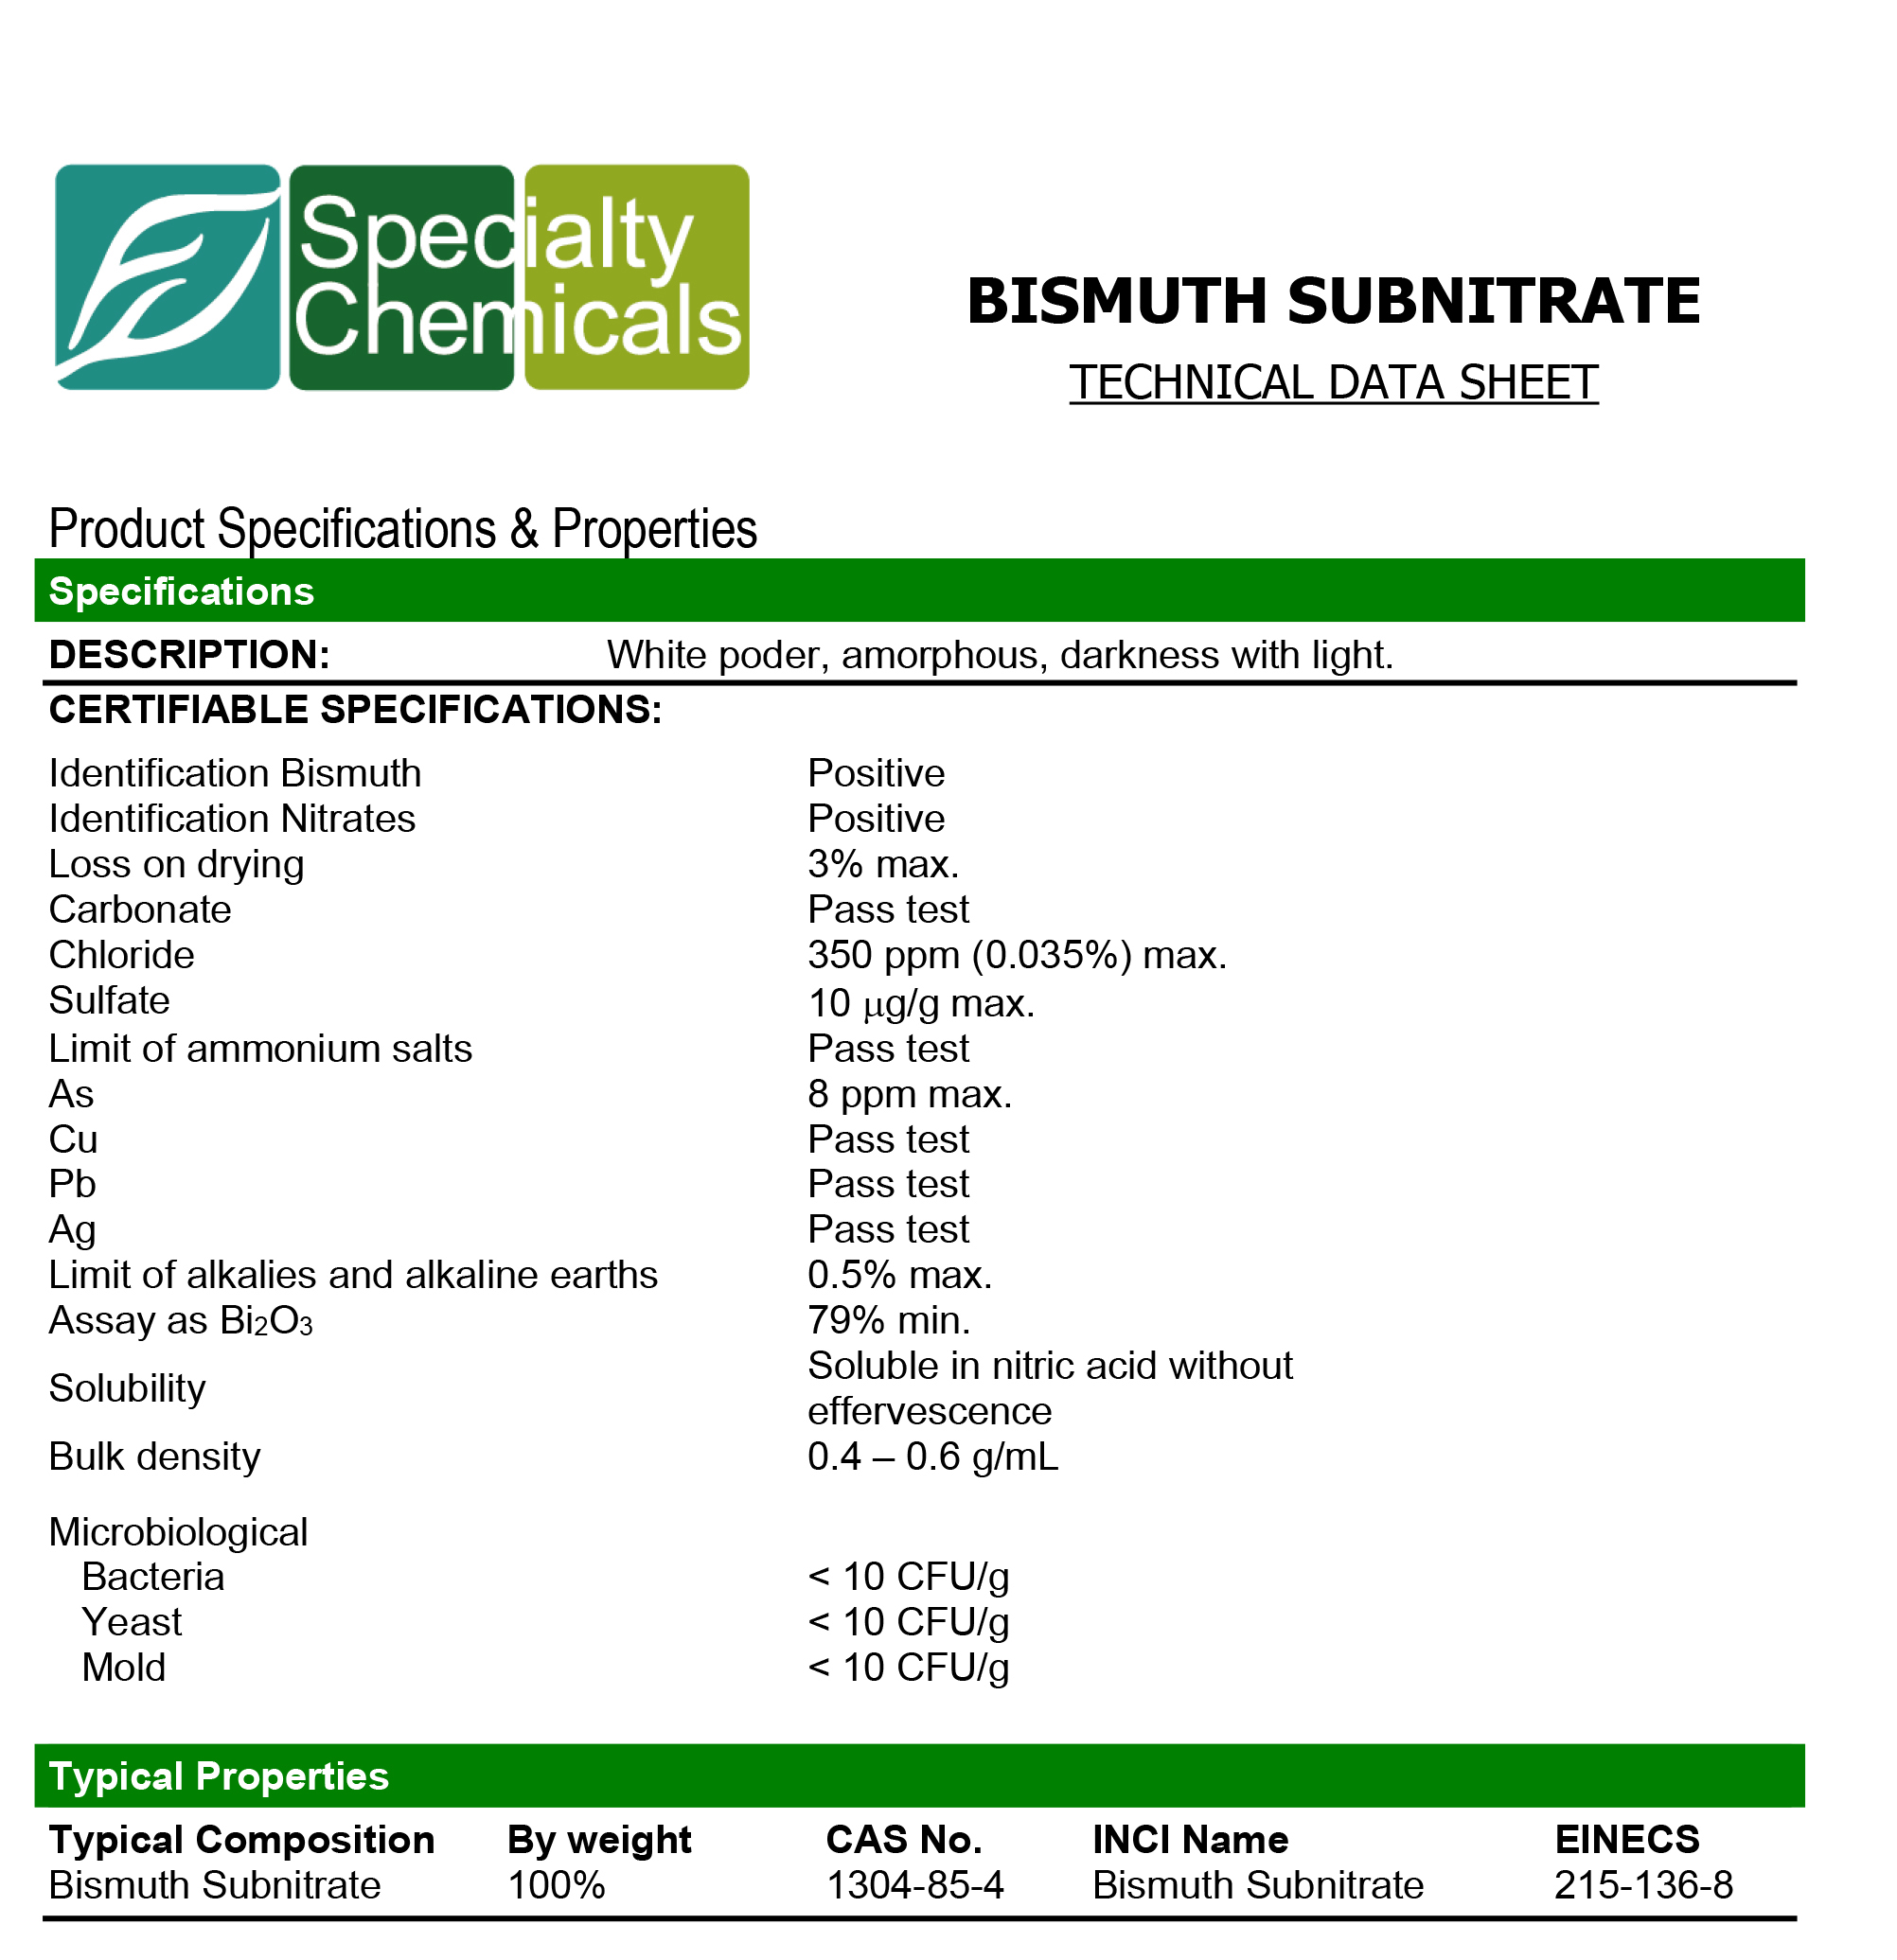 Specialty
Chemicals
BISMUTH SUBNITRATE
TECHNICAL DATA SHEET
Product Specifications & Properties
Specifications
DESCRIPTION: White poder, amorphous, darkness with light.
CERTIFIABLE SPECIFICATIONS:
Identification Bismuth Positive
Identification Nitrates Positive
Loss on drying 3% max.
Carbonate Pass test
Chloride 350 ppm (0.035%) max.
Sulfate 10 µg/g max.
Limit of ammonium salts Pass test
As 8 ppm max.
Cu Pass test
Pb Pass test
Ag Pass test
Limit of alkalies and alkaline earths 0.5% max.
Assay as Bi₂O₃ 79% min.
Solubility Soluble in nitric acid without
effervescence
Bulk density 0.4 – 0.6 g/mL
Microbiological
Bacteria < 10 CFU/g
Yeast < 10 CFU/g
Mold < 10 CFU/g
Typical Properties
Typical Composition By weight CAS No. INCI Name EINECS
Bismuth Subnitrate 100% 1304-85-4 Bismuth Subnitrate 215-136-8